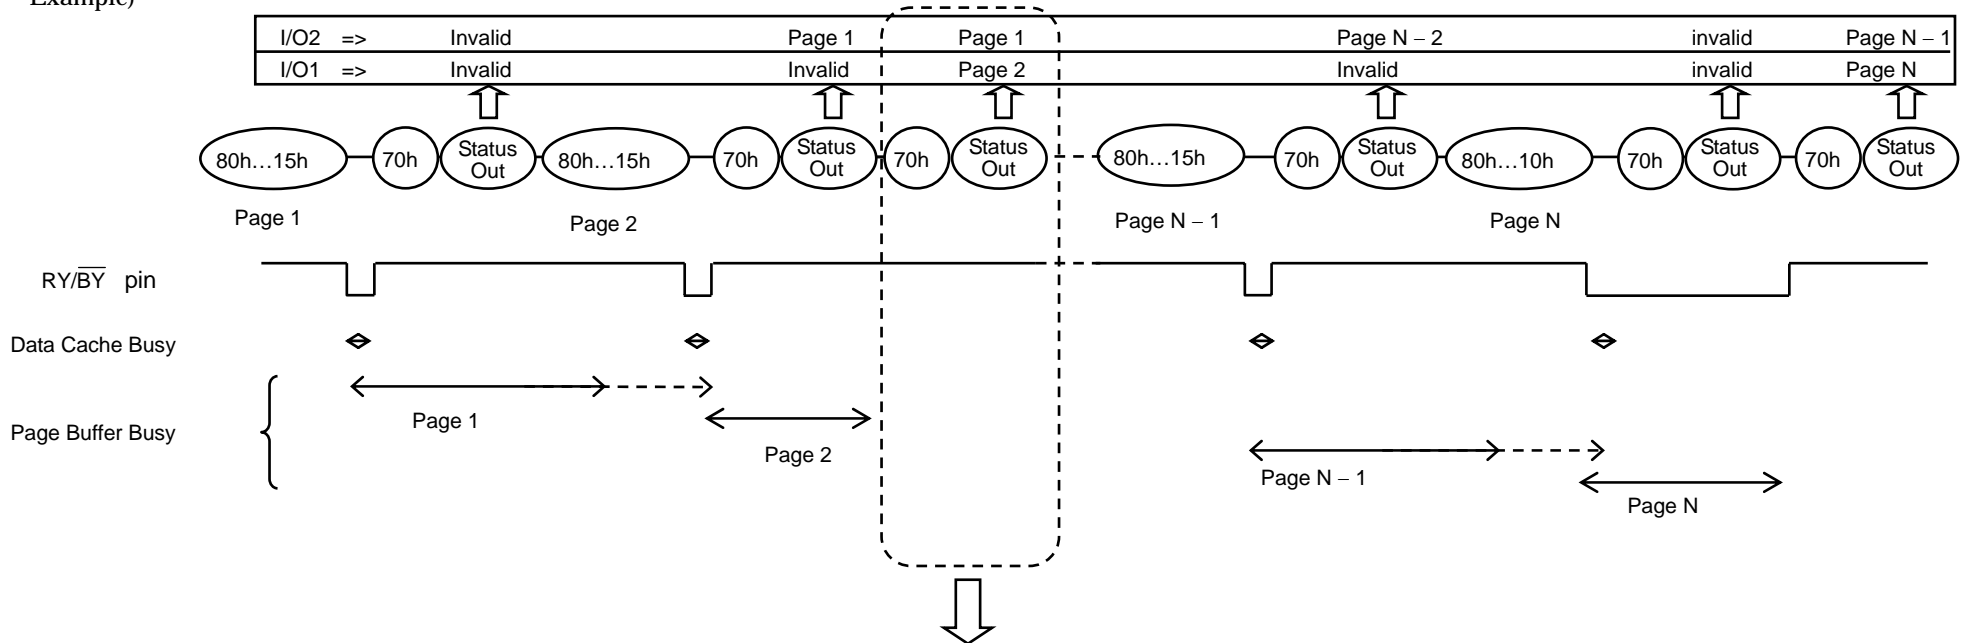 Example)
I/O2 => Invalid Page 1 Page 1 Page N – 2 invalid Page N – 1
I/O1 => Invalid Invalid Page 2 Invalid invalid Page N
80h…15h 70h Status Out 80h…15h 70h Status Out 70h Status Out 80h…15h 70h Status Out 80h…10h 70h Status Out 70h Status Out
Page 1 Page 2 Page N – 1 Page N
RY/B̅Y̅ pin
Data Cache Busy
Page Buffer Busy
Page 1
Page 2
Page N – 1
Page N